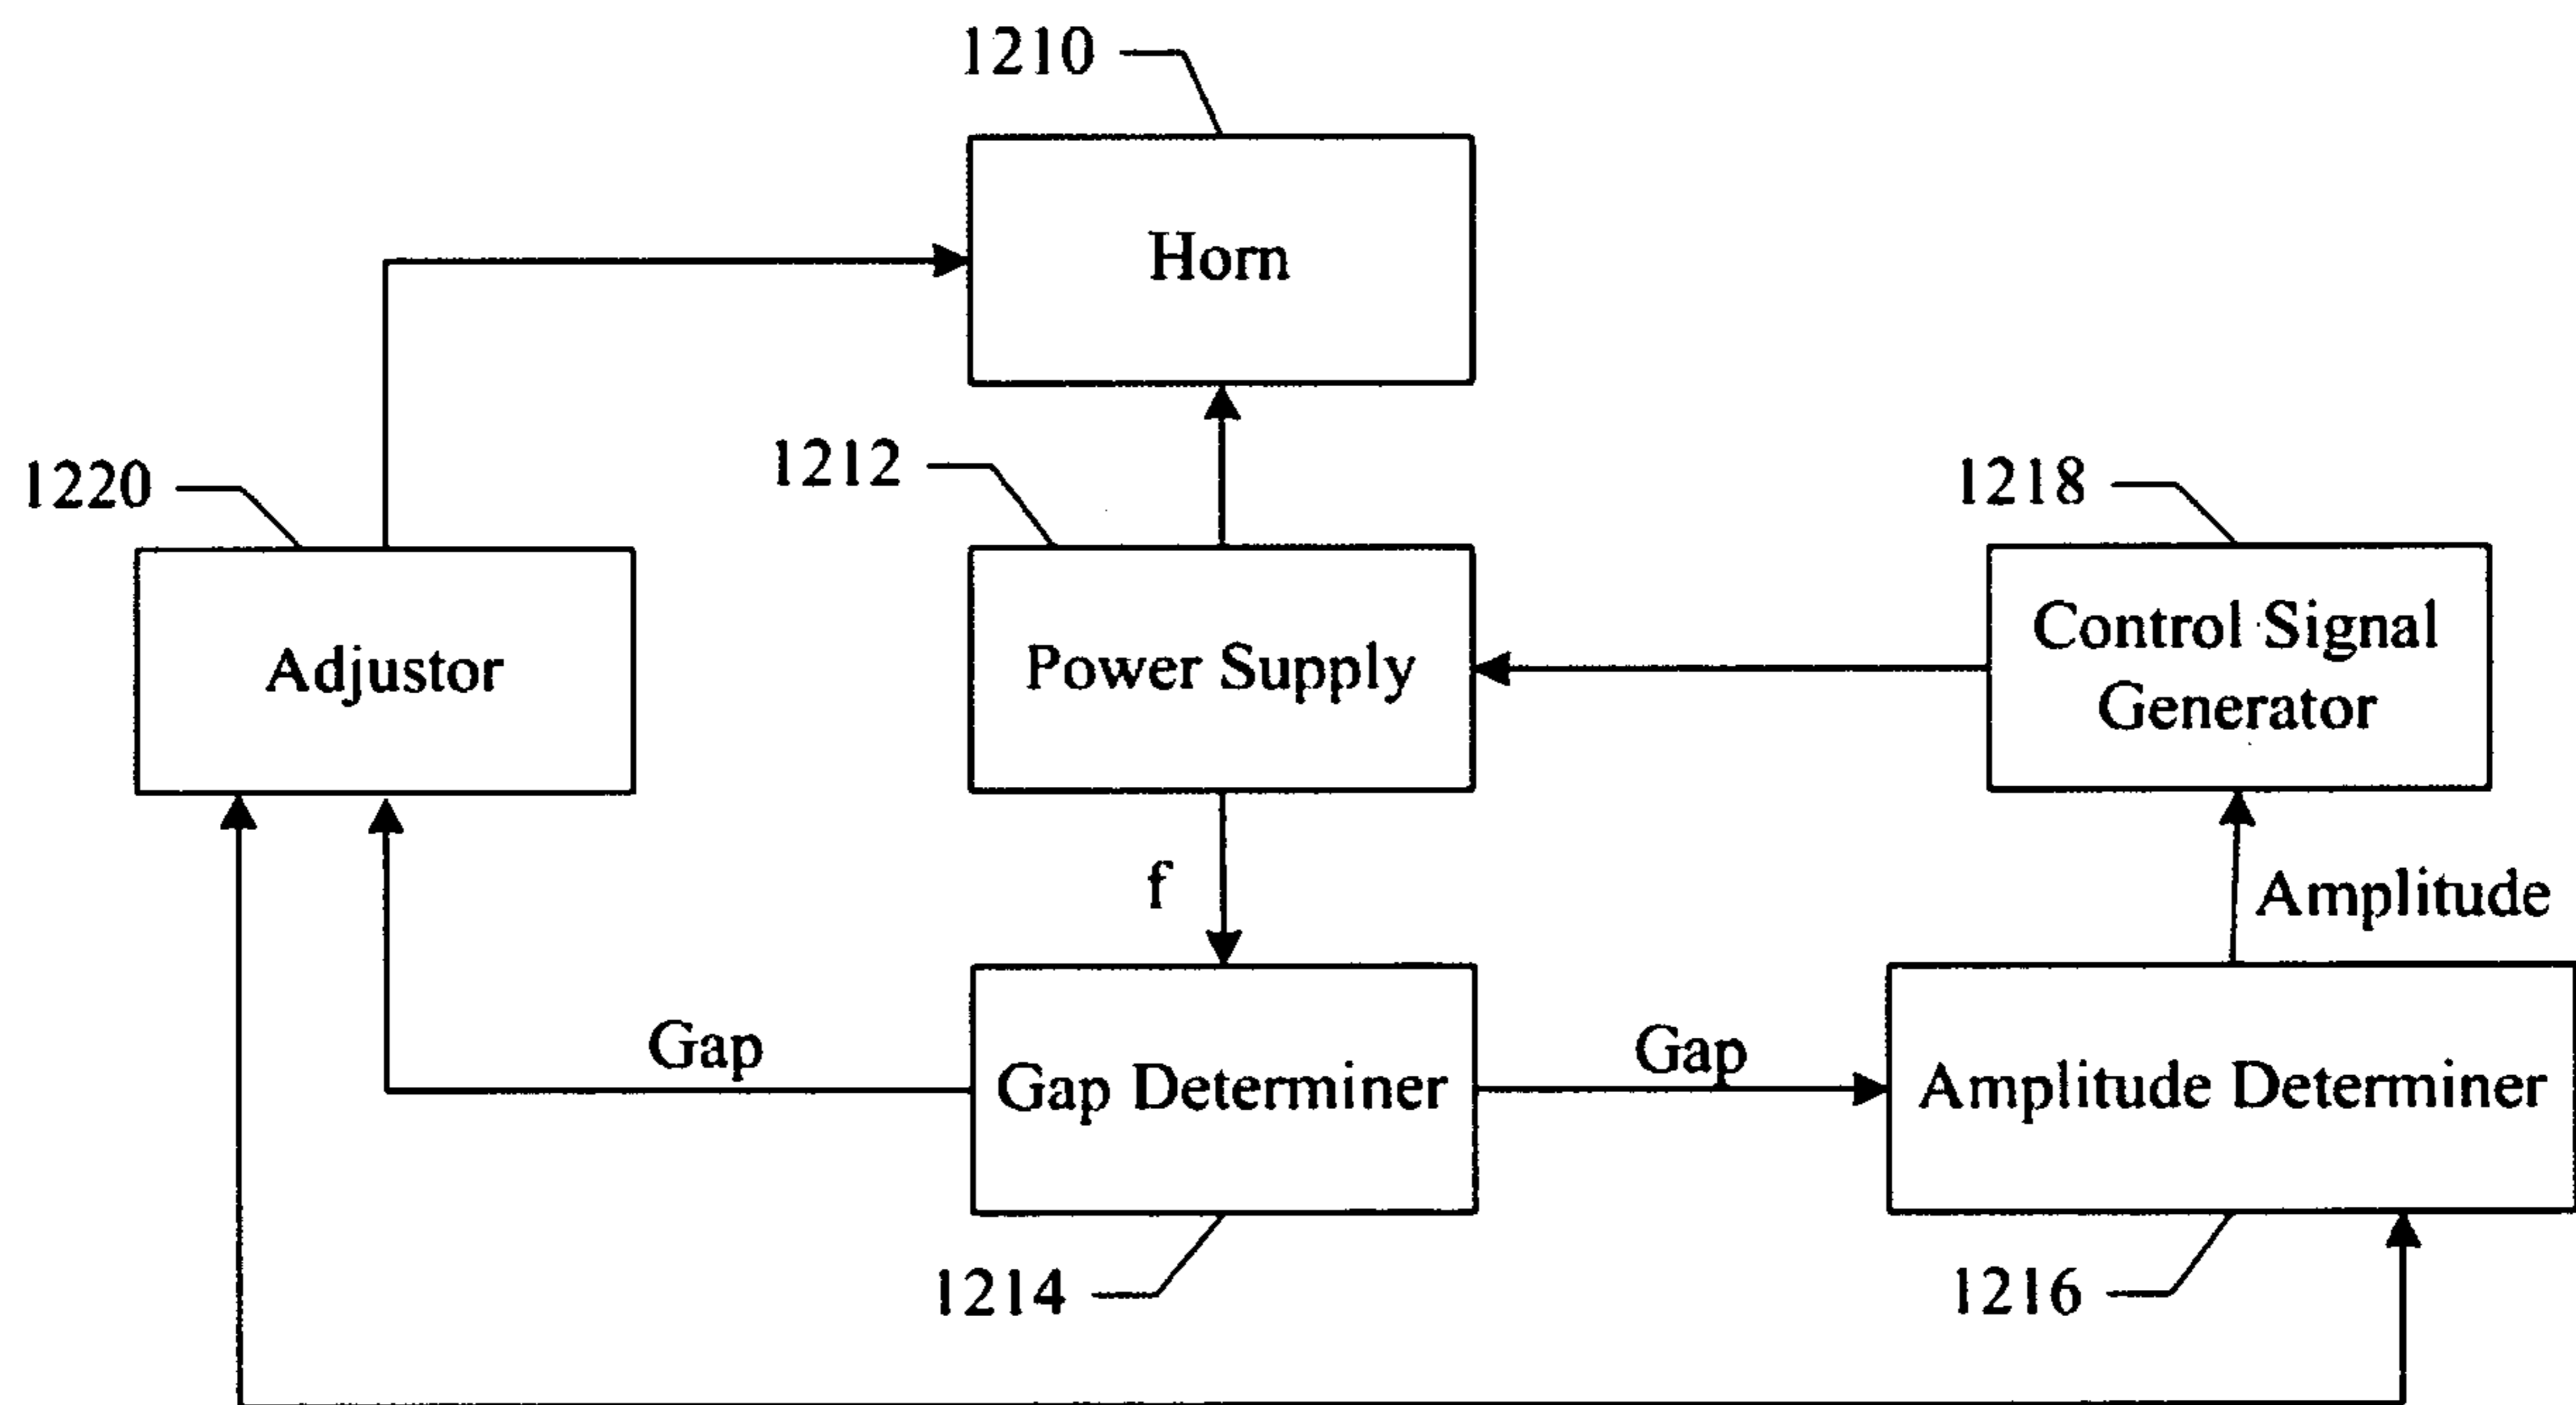 1210
Horn
1212
1220
1218
Adjustor
Power Supply
Control Signal
Generator
f
Amplitude
Gap
Gap
Gap Determiner
Amplitude Determiner
1214
1216